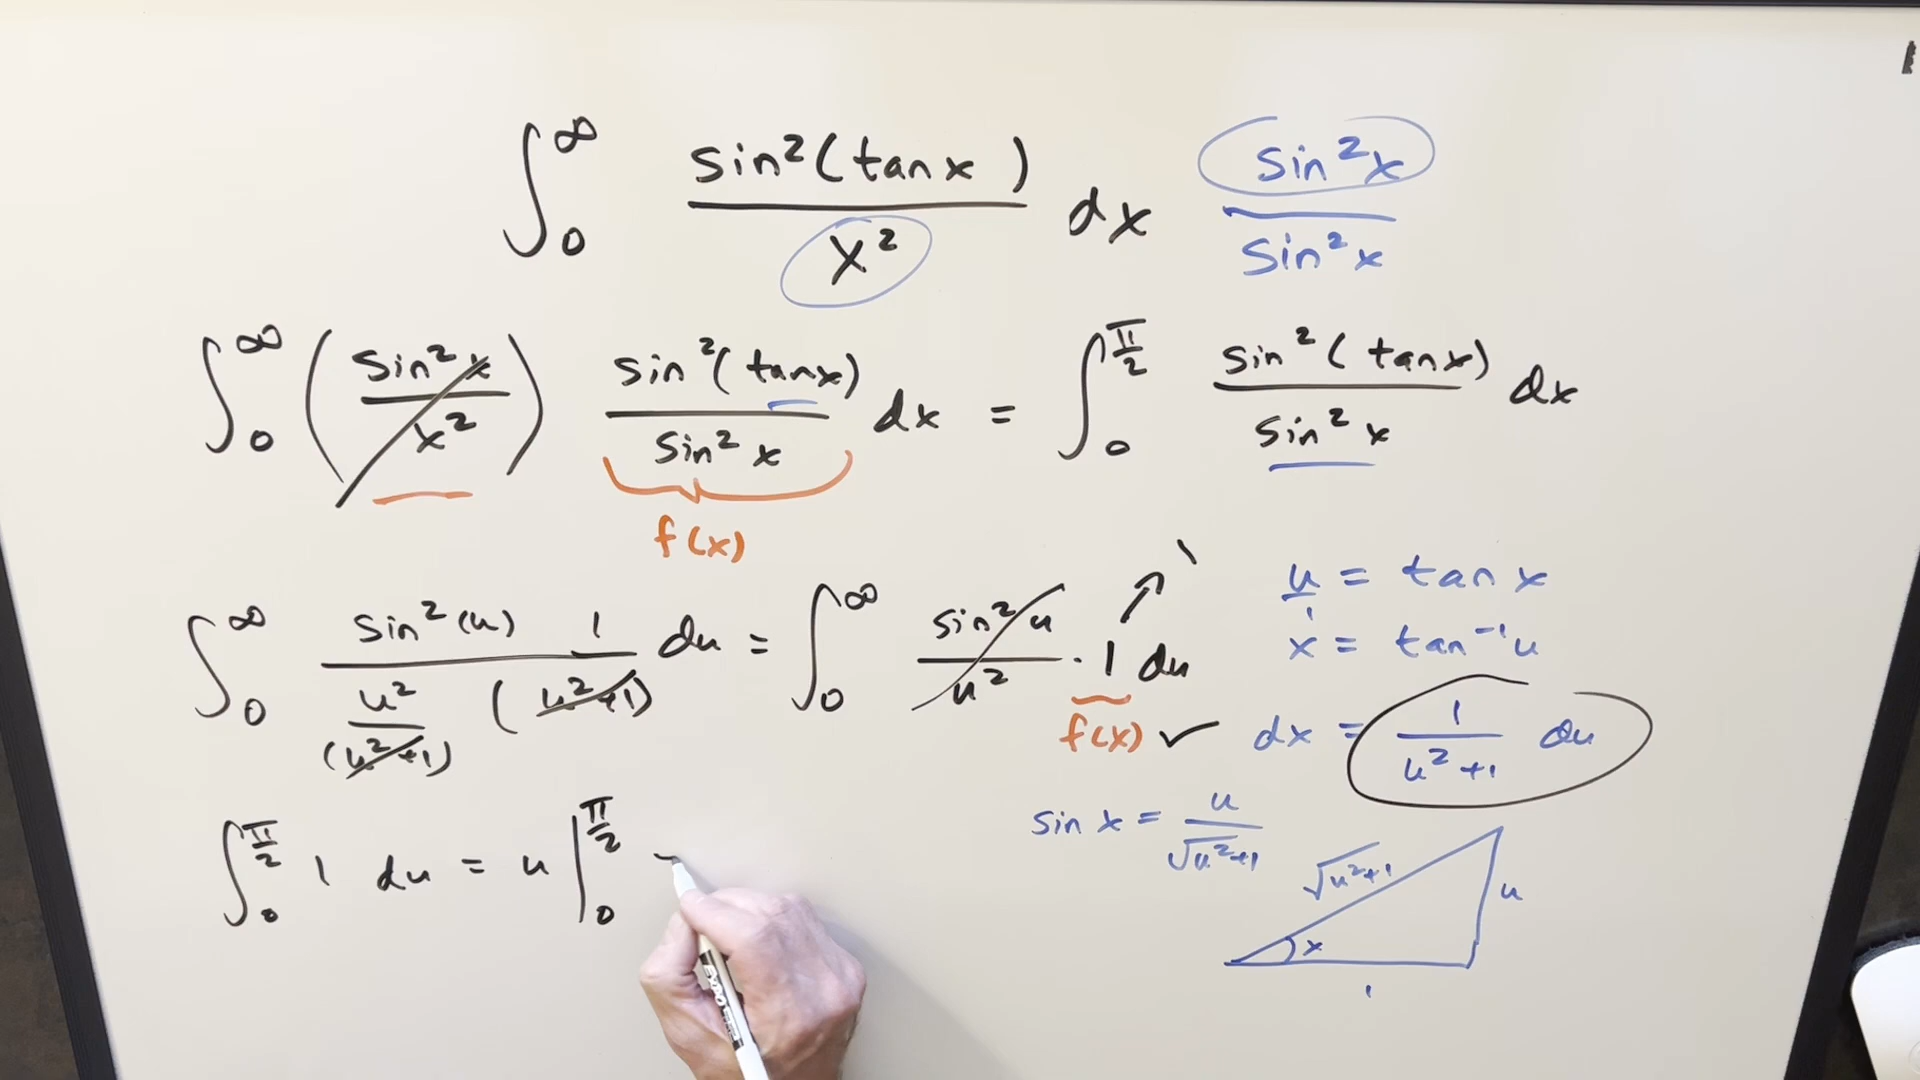 ∫₀^∞ sin²(tan x) / x² dx   sin²x / sin²x
∫₀^∞ (sin²x / x²) sin²(tan x) / sin²x dx = ∫₀^(π/2) sin²(tan x) / sin²x dx
f(x)
u = tan x
x = tan⁻¹u
∫₀^∞ sin²(u) / (u² / (u²+1)) 1 / (u²+1) du = ∫₀^∞ sin²u / u² · 1 du
1
f(x) ✓
dx = 1 / (u²+1) du
sin x = u / √(u²+1)
√(u²+1)
u
x
1
∫₀^(π/2) 1 du = u |₀^(π/2)
EXPO